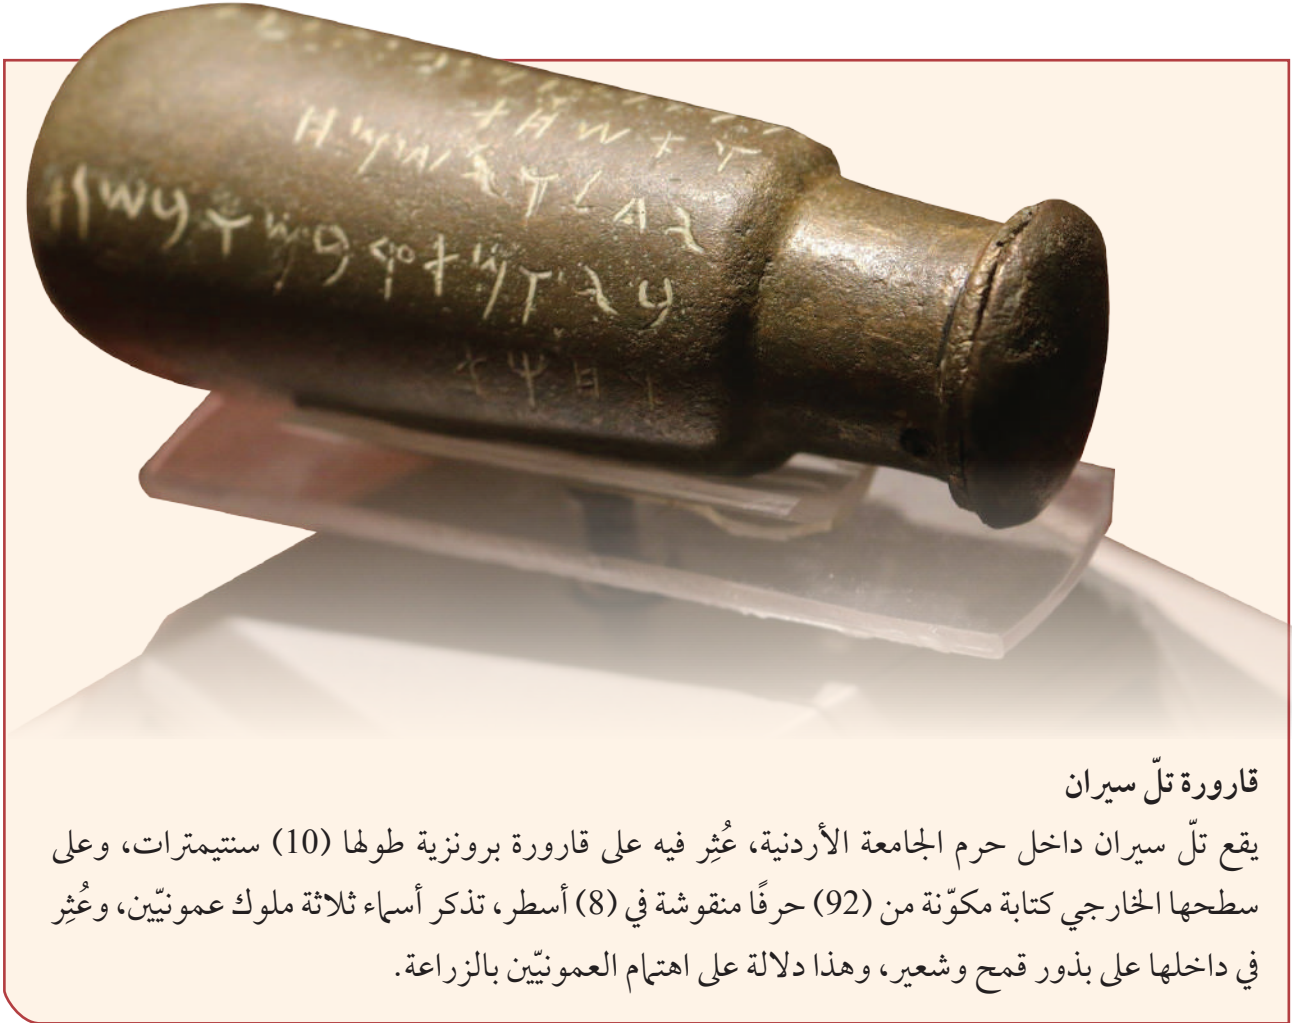 قارورة تلّ سيران
يقع تلّ سيران داخل حرم الجامعة الأردنية، عُثِر فيه على قارورة برونزية طولها (10) سنتيمترات، وعلى
سطحها الخارجي كتابة مكوّنة من (92) حرفًا منقوشة في (8) أسطر، تذكر أسماء ثلاثة ملوك عمونيّين، وعُثِر
في داخلها على بذور قمح وشعير، وهذا دلالة على اهتمام العمونيّين بالزراعة.